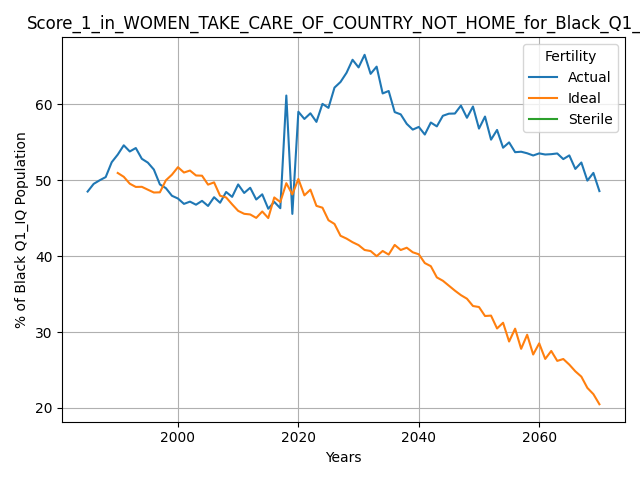 Score_1_in_WOMEN_TAKE_CARE_OF_COUNTRY_NOT_HOME_for_Black_Q1_
Fertility
Actual
Ideal
Sterile
% of Black Q1_IQ Population
60
50
40
30
20
2000 2020 2040 2060
Years